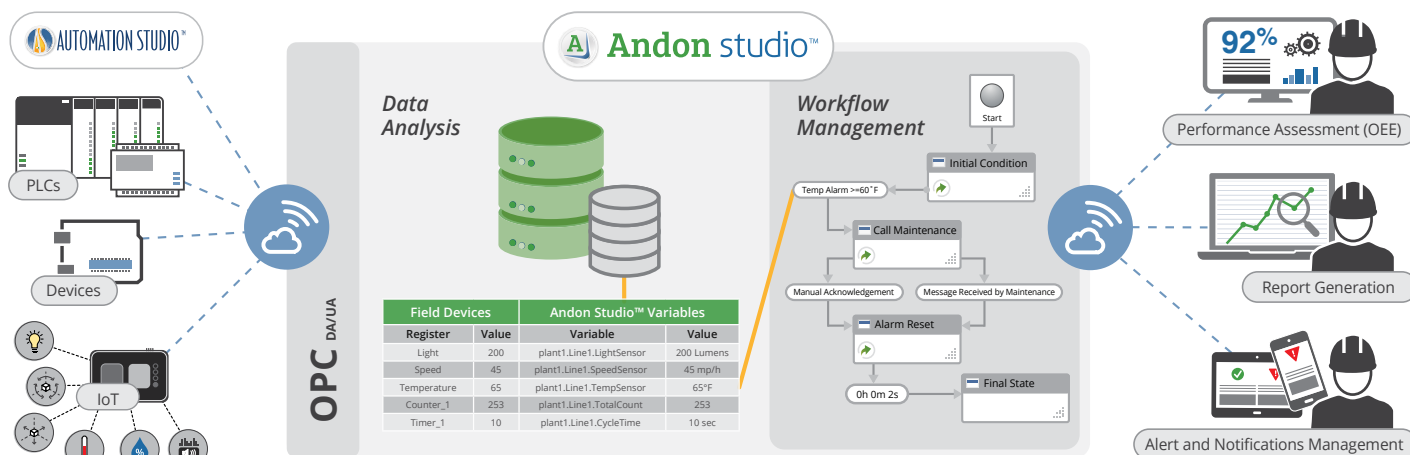 AUTOMATION STUDIO™
PLCs
Devices
IoT
%
OPC DA/UA
Andon studio™
Data
Analysis
Field Devices Andon Studio™ Variables
Register Value Variable Value
Light 200 plant1.Line1.LightSensor 200 Lumens
Speed 45 plant1.Line1.SpeedSensor 45 mp/h
Temperature 65 plant1.Line1.TempSensor 65°F
Counter_1 253 plant1.Line1.TotalCount 253
Timer_1 10 plant1.Line1.CycleTime 10 sec
Workflow
Management
Start
Initial Condition
Temp Alarm >=60˚F
Call Maintenance
Manual Acknowledgement
Message Received by Maintenance
Alarm Reset
0h 0m 2s
Final State
92%
Performance Assessment (OEE)
Report Generation
Alert and Notifications Management